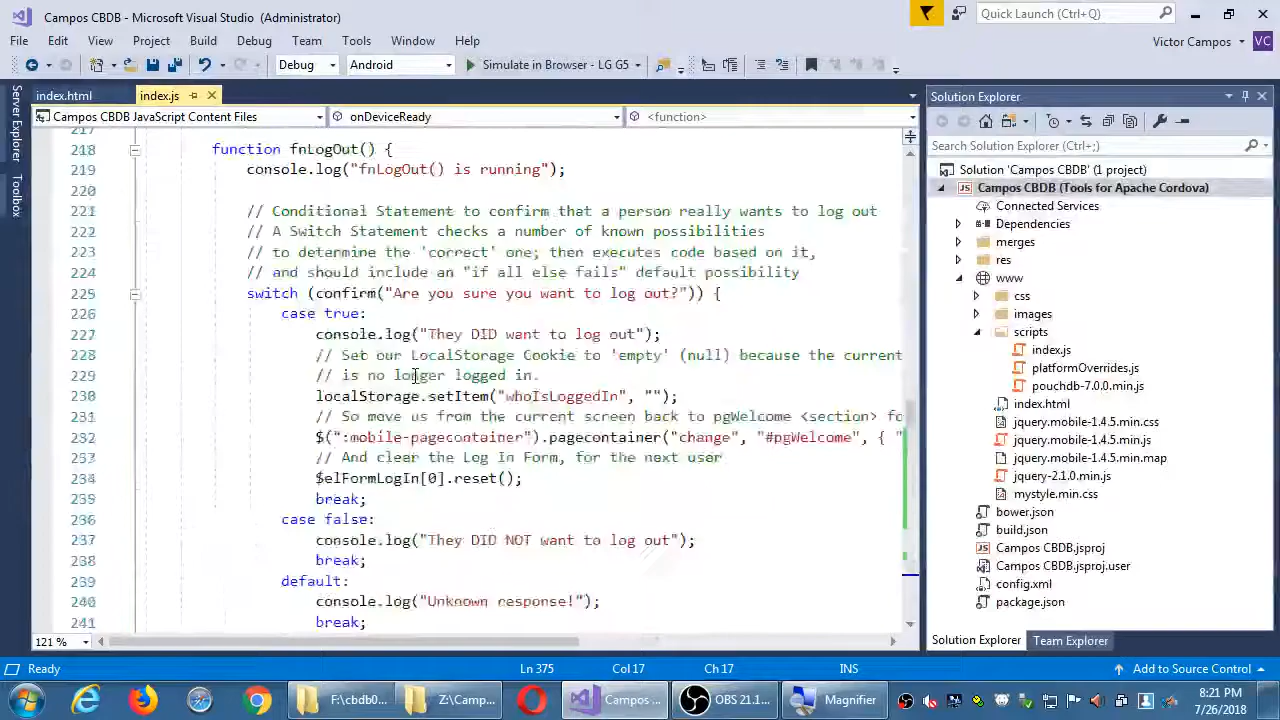 Campos CBDB - Microsoft Visual Studio (Administrator)
Quick Launch (Ctrl+Q)
File Edit View Project Build Debug Team Tools Window Help
Victor Campos
VC
Debug
Android
Simulate in Browser - LG G5
index.html
index.js
Solution Explorer
Campos CBDB JavaScript Content Files
onDeviceReady
<function>
Server Explorer
Toolbox
217
218 function fnLogOut() {
219 console.log("fnLogOut() is running");
220
221 // Conditional Statement to confirm that a person really wants to log out
222 // A Switch Statement checks a number of known possibilities
223 // to determine the 'correct' one; then executes code based on it,
224 // and should include an "if all else fails" default possibility
225 switch (confirm("Are you sure you want to log out?")) {
226 case true:
227 console.log("They DID want to log out");
228 // Set our LocalStorage Cookie to 'empty' (null) because the current
229 // is no longer logged in.
230 localStorage.setItem("whoIsLoggedIn", "");
231 // So move us from the current screen back to pgWelcome <section> fo
232 $(":mobile-pagecontainer").pagecontainer("change", "#pgWelcome", { "
233 // And clear the Log In Form, for the next user
234 $elFormLogIn[0].reset();
235 break;
236 case false:
237 console.log("They DID NOT want to log out");
238 break;
239 default:
240 console.log("Unknown response!");
241 break;
Search Solution Explorer (Ctrl+;)
Solution 'Campos CBDB' (1 project)
Campos CBDB (Tools for Apache Cordova)
Connected Services
Dependencies
merges
res
www
css
images
scripts
index.js
platformOverrides.js
pouchdb-7.0.0.min.js
index.html
jquery.mobile-1.4.5.min.css
jquery.mobile-1.4.5.min.js
jquery.mobile-1.4.5.min.map
jquery-2.1.0.min.js
mystyle.min.css
bower.json
build.json
Campos CBDB.jsproj
Campos CBDB.jsproj.user
config.xml
package.json
121 %
Solution Explorer
Team Explorer
Ready
Ln 375
Col 17
Ch 17
INS
Add to Source Control
F:\cbdb0...
Z:\Camp...
Campos ...
OBS 21.1...
Magnifier
8:21 PM
7/26/2018